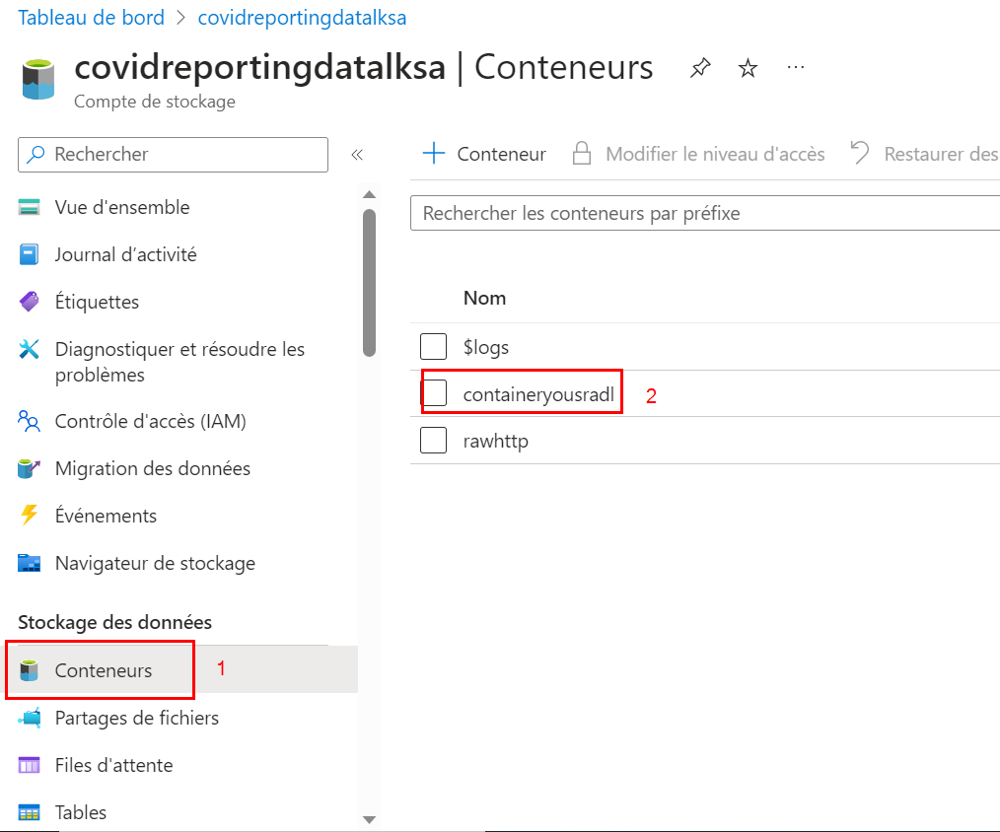 Tableau de bord > covidreportingdatalksa
covidreportingdatalksa | Conteneurs ...
Compte de stockage
Rechercher
«
Conteneur
Modifier le niveau d'accès
Restaurer des
Vue d'ensemble
Journal d’activité
Étiquettes
Diagnostiquer et résoudre les
problèmes
Contrôle d'accès (IAM)
Migration des données
Événements
Navigateur de stockage
Stockage des données
Conteneurs 1
Partages de fichiers
Files d'attente
Tables
Rechercher les conteneurs par préfixe
Nom
$logs
containeryousradl 2
rawhttp